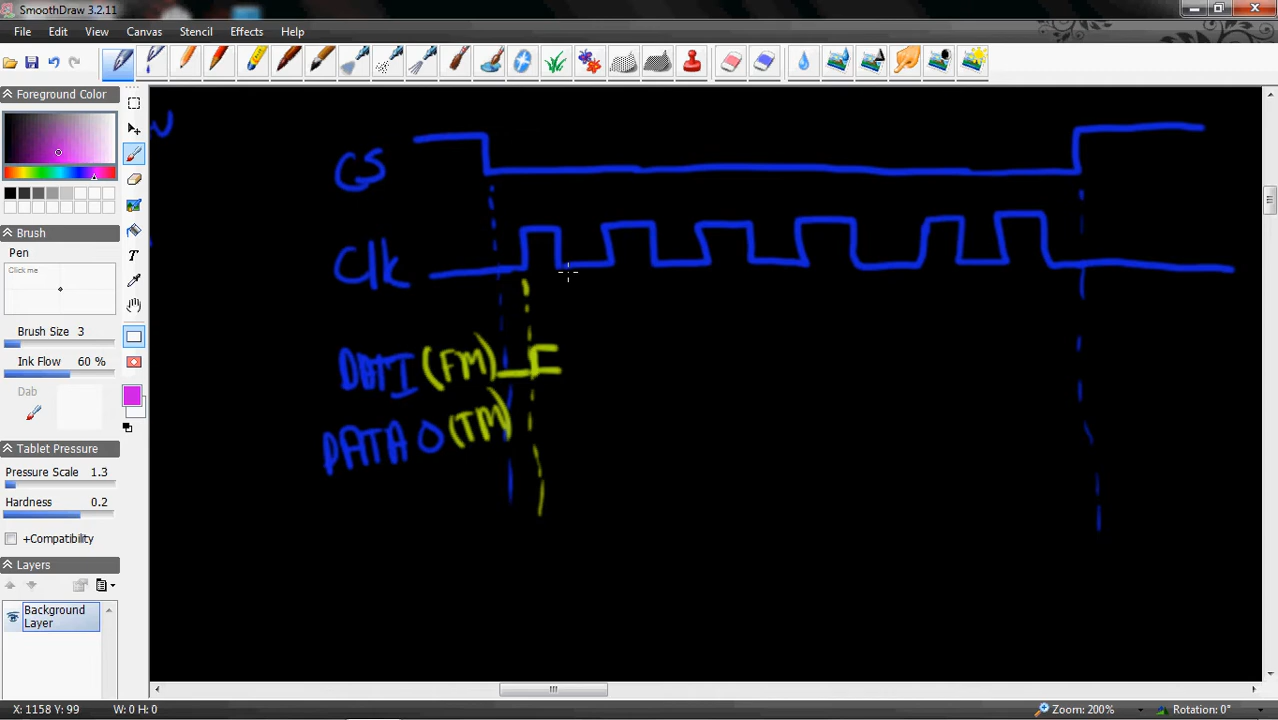 SmoothDraw 3.2.11
File Edit View Canvas Stencil Effects Help
Foreground Color
Brush
Pen
Click me
Brush Size 3
Ink Flow 60 %
Dab
Tablet Pressure
Pressure Scale 1.3
Hardness 0.2
+Compatibility
Layers
Background
Layer
CS
Clk
(FM)
DATA O (TM)
X: 1158 Y: 99 W: 0 H: 0 Zoom: 200% Rotation: 0°